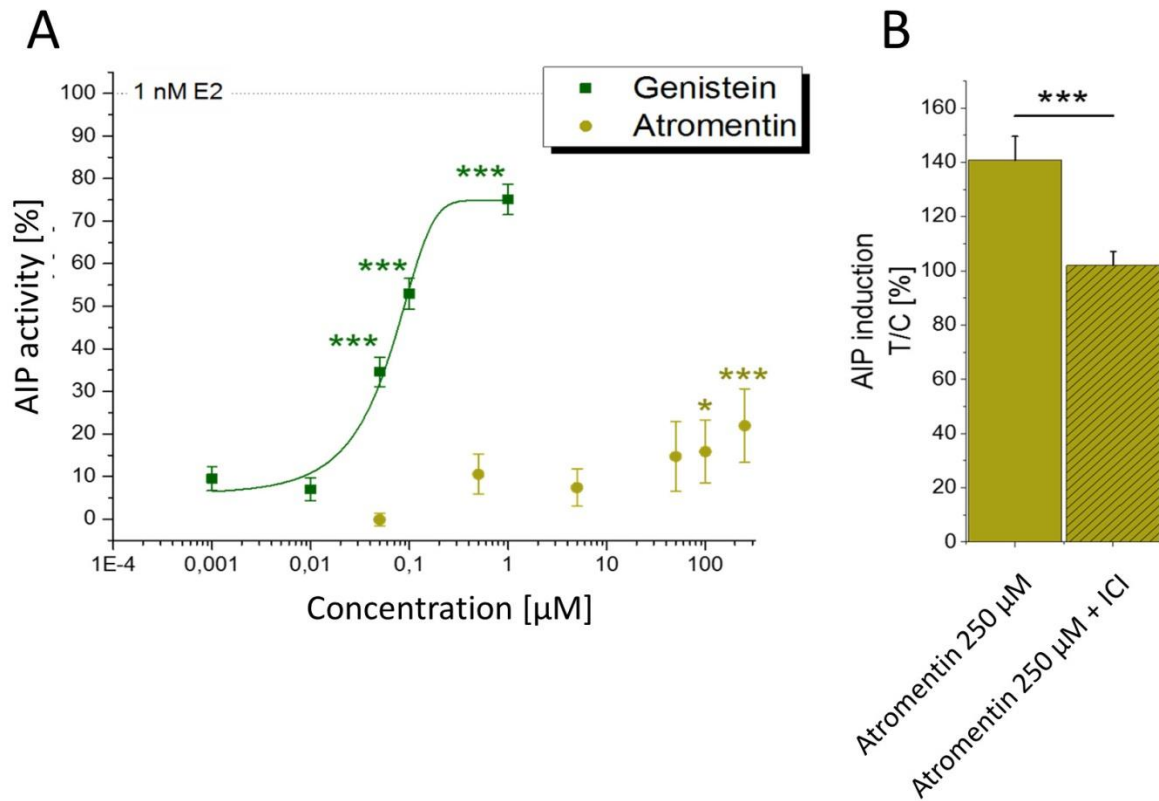 A
1 nM E2
Genistein
Atromentin
100
90
80
70
60
50
40
30
20
10
0
***
***
***
*
***
AIP activity [%]
1E-4
0,001
0,01
0,1
1
10
100
Concentration [µM]
B
***
160
140
120
100
80
60
40
20
0
AIP induction
T/C [%]
Atromentin 250 µM
Atromentin 250 µM + ICI